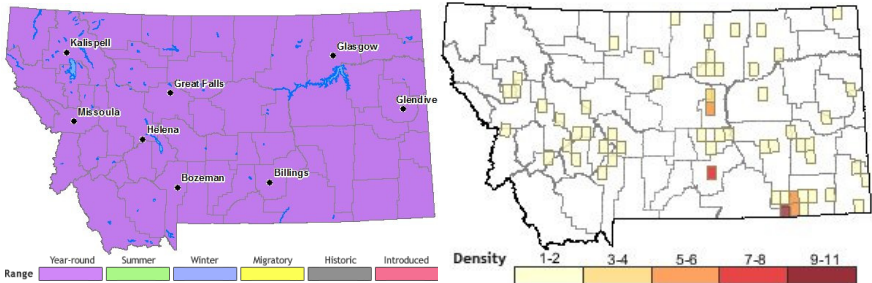 Kalispell
Glasgow
Great Falls
Glendive
Missoula
Helena
Bozeman
Billings
Range Year-round Summer Winter Migratory Historic Introduced
Density 1-2 3-4 5-6 7-8 9-11